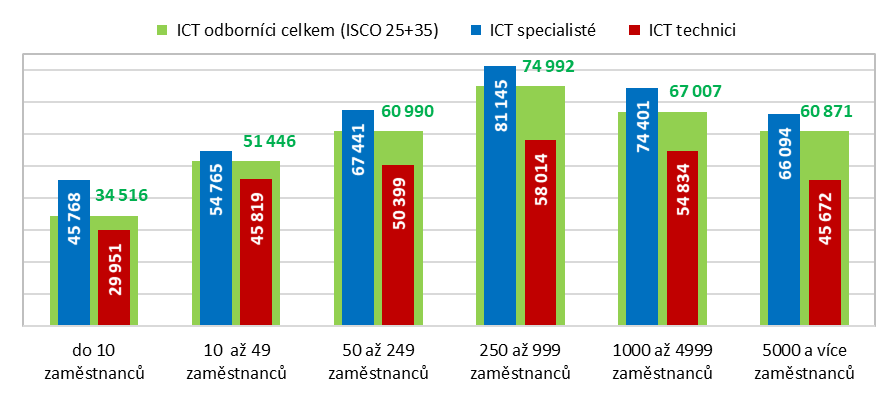 ICT odborníci celkem (ISCO 25+35) ICT specialisté ICT technici
45 768 34 516 29 951
54 765 51 446 45 819
67 441 60 990 50 399
81 145 74 992 58 014
74 401 67 007 54 834
66 094 60 871 45 672
do 10
zaměstnanců
10 až 49
zaměstnanců
50 až 249
zaměstnanců
250 až 999
zaměstnanců
1000 až 4999
zaměstnanců
5000 a více
zaměstnanců